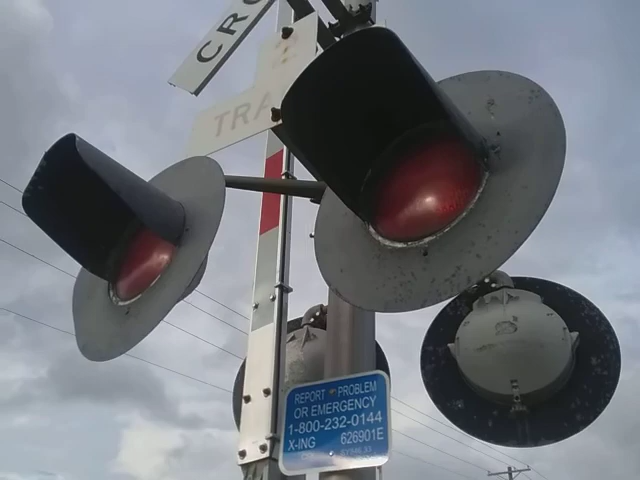 CRO
TRA
REPORT PROBLEM
OR EMERGENCY
1-800-232-0144
X-ING 626901E